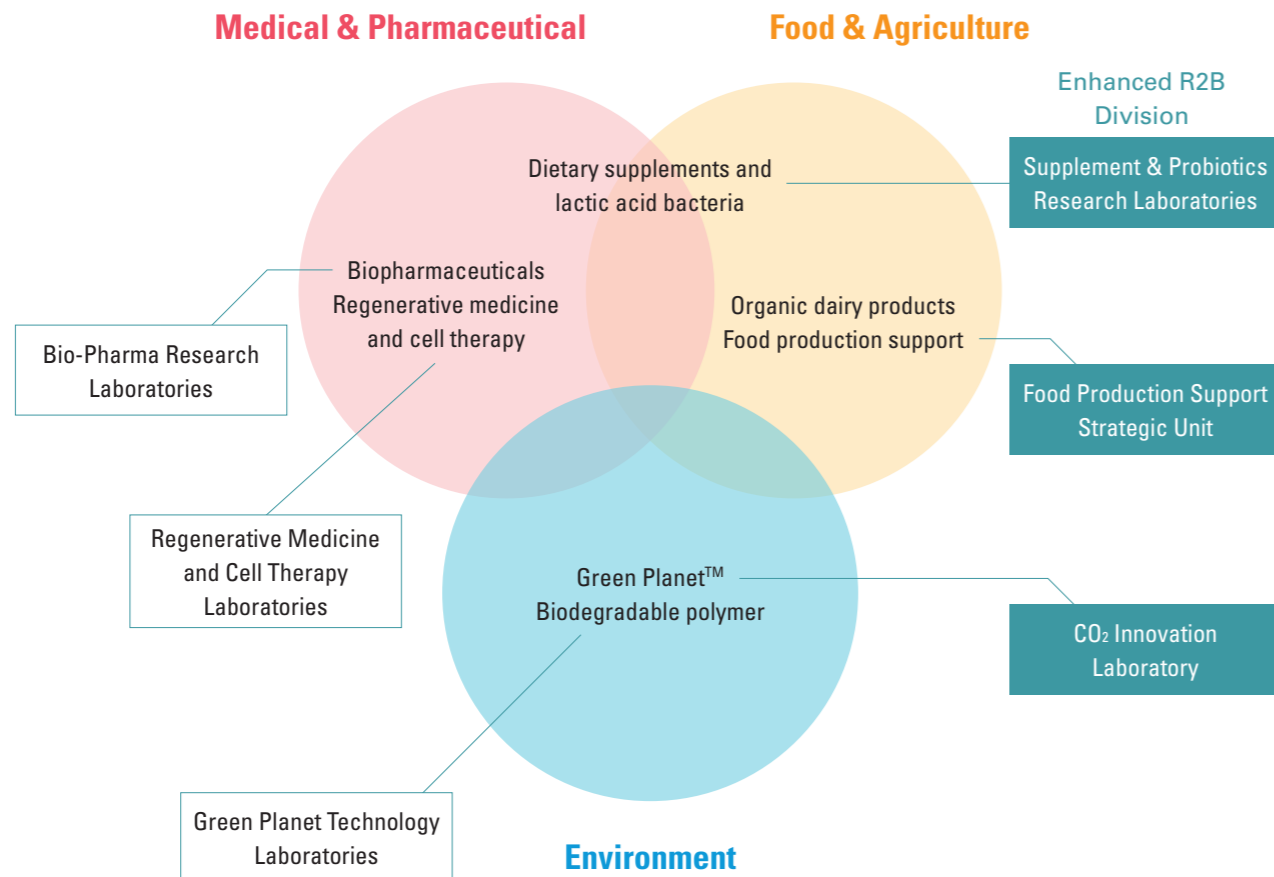 Medical & Pharmaceutical
Food & Agriculture
Enhanced R2B
Division
Dietary supplements and
lactic acid bacteria
Supplement & Probiotics
Research Laboratories
Biopharmaceuticals
Regenerative medicine
and cell therapy
Organic dairy products
Food production support
Bio-Pharma Research
Laboratories
Food Production Support
Strategic Unit
Regenerative Medicine
and Cell Therapy
Laboratories
Green Planet™
Biodegradable polymer
CO₂ Innovation
Laboratory
Green Planet Technology
Laboratories
Environment